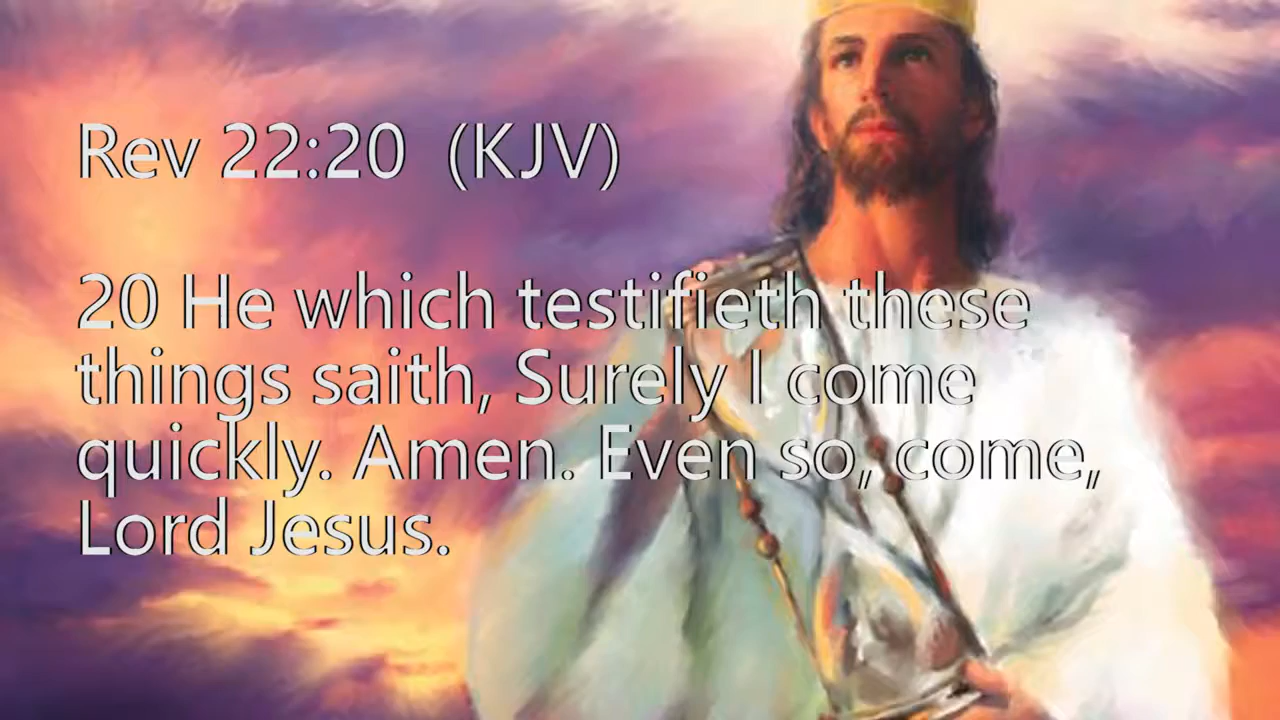 Rev 22:20  (KJV)
20 He which testifieth these
things saith, Surely I come
quickly. Amen. Even so, come,
Lord Jesus.